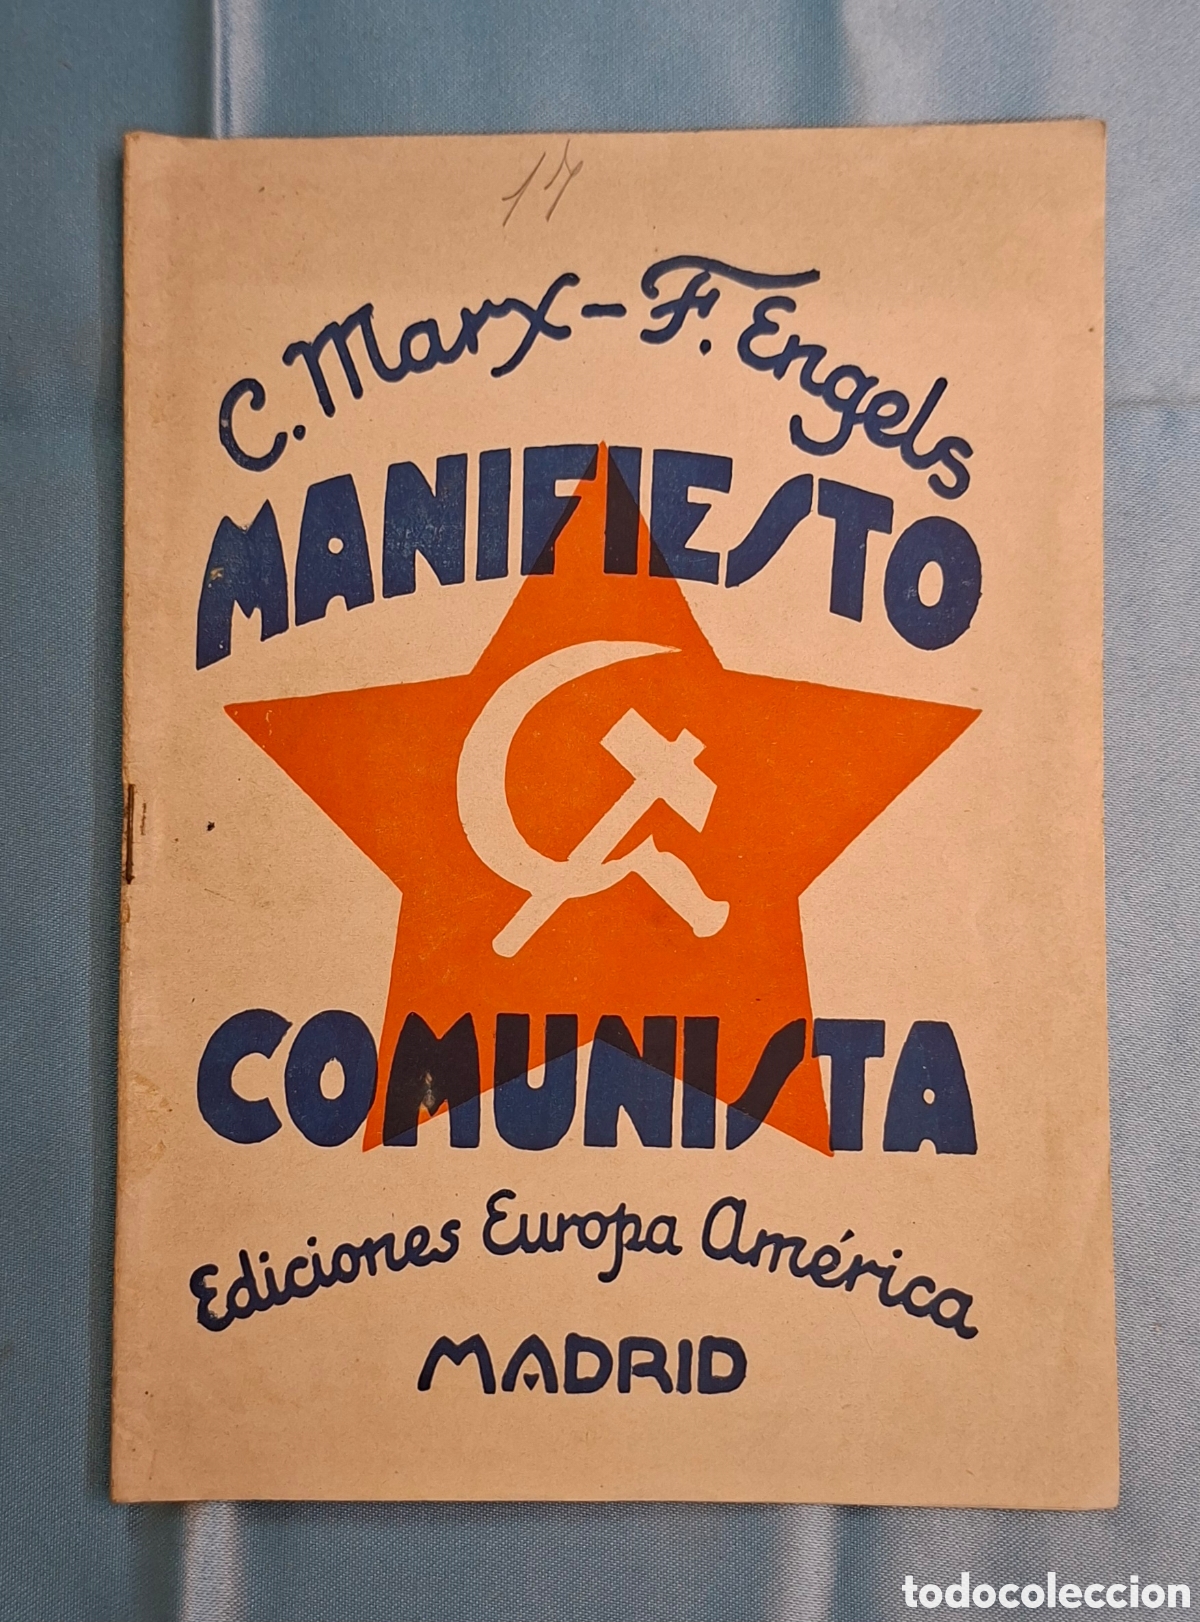 17
C. Marx - F. Engels
MANIFIESTO
COMUNISTA
Ediciones Europa América
MADRID
todocoleccion